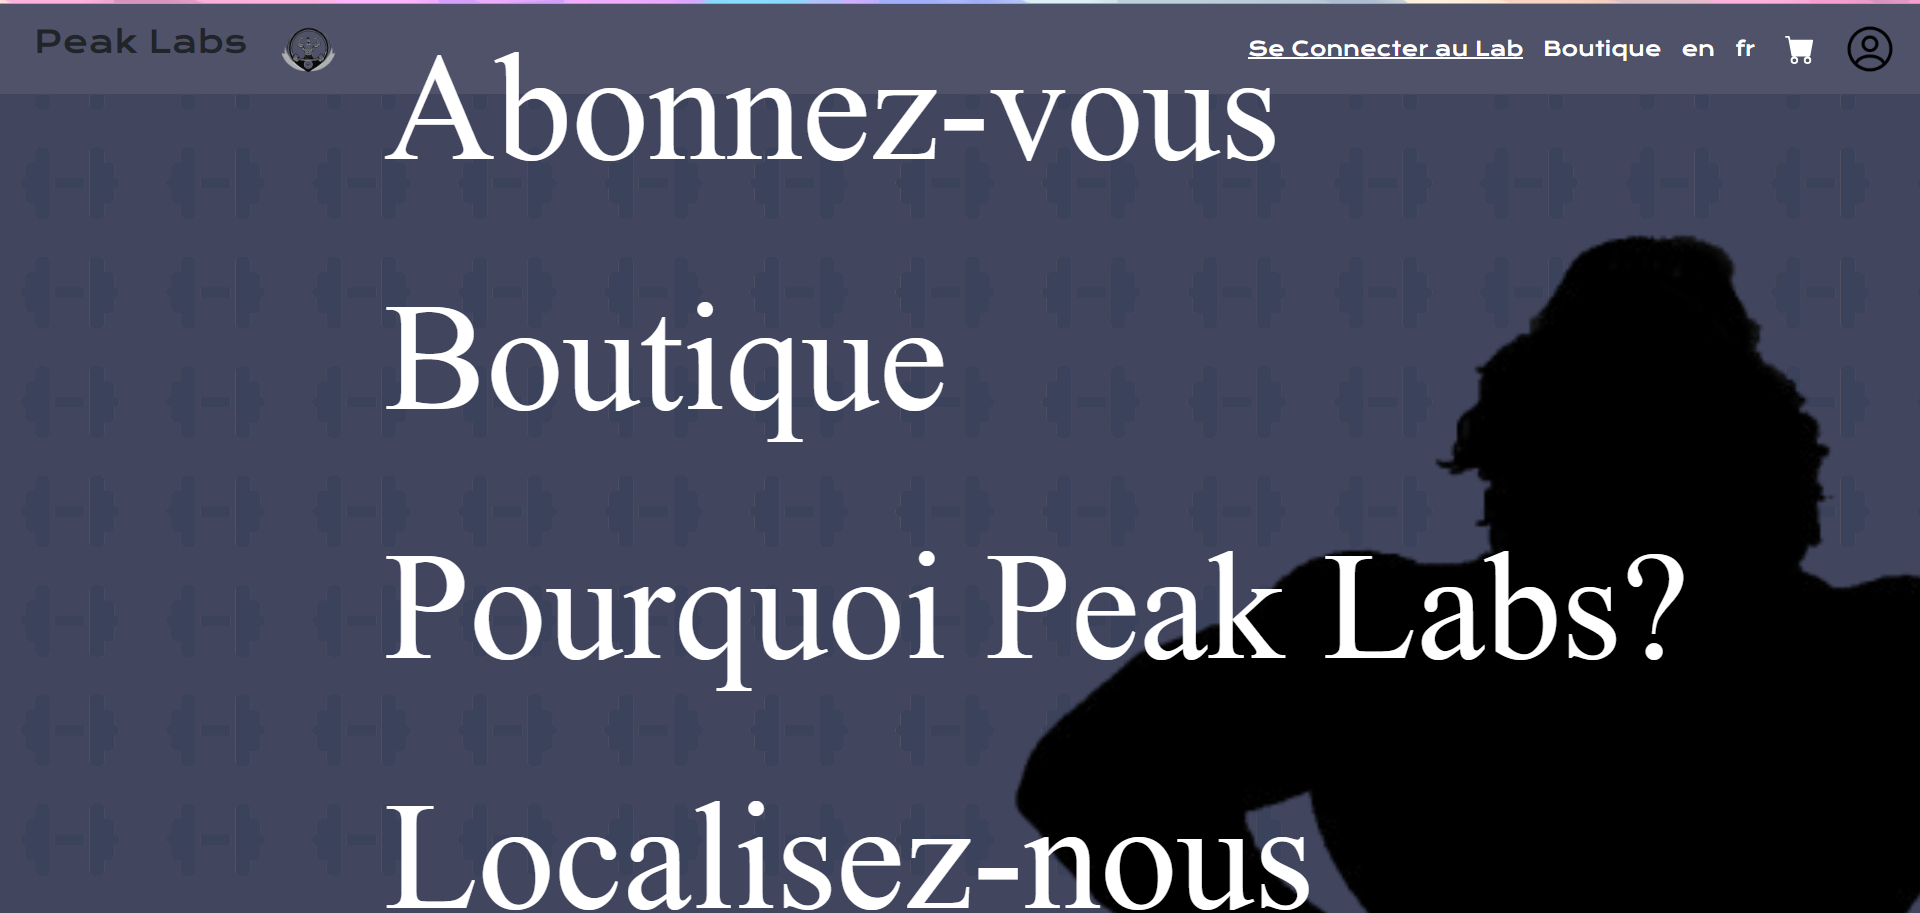 Peak Labs
Se Connecter au Lab Boutique en fr
Abonnez-vous
Boutique
Pourquoi Peak Labs?
Localisez-nous